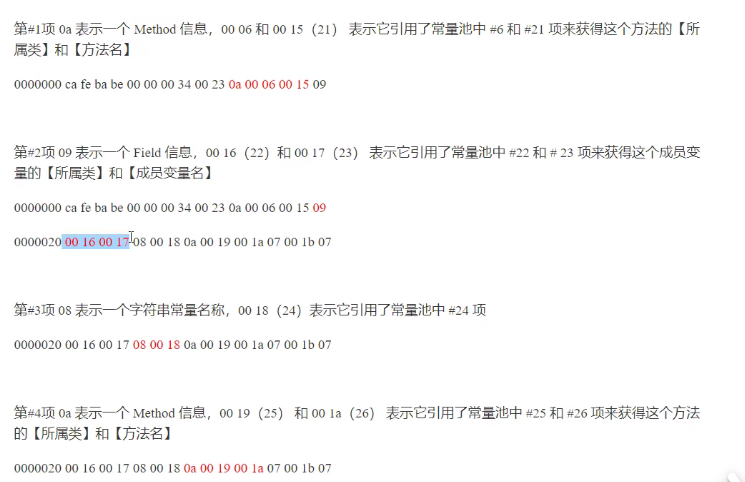 第#1项 0a 表示一个 Method 信息，00 06 和 00 15（21） 表示它引用了常量池中 #6 和 #21 项来获得这个方法的【所
属类】和【方法名】
0000000 ca fe ba be 00 00 00 34 00 23 0a 00 06 00 15 09
第#2项 09 表示一个 Field 信息，00 16（22）和 00 17（23） 表示它引用了常量池中 #22 和 # 23 项来获得这个成员变
量的【所属类】和【成员变量名】
0000000 ca fe ba be 00 00 00 34 00 23 0a 00 06 00 15 09
0000020 00 16 00 17 08 00 18 0a 00 19 00 1a 07 00 1b 07
第#3项 08 表示一个字符串常量名称，00 18（24）表示它引用了常量池中 #24 项
0000020 00 16 00 17 08 00 18 0a 00 19 00 1a 07 00 1b 07
第#4项 0a 表示一个 Method 信息，00 19（25） 和 00 1a（26） 表示它引用了常量池中 #25 和 #26 项来获得这个方法
的【所属类】和【方法名】
0000020 00 16 00 17 08 00 18 0a 00 19 00 1a 07 00 1b 07